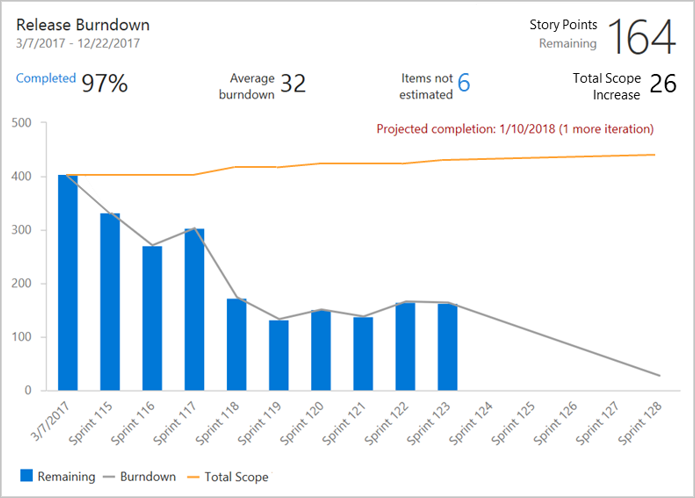 Release Burndown
3/7/2017 - 12/22/2017
Story Points
Remaining
164
Completed
97%
Average
burndown
32
Items not
estimated
6
Total Scope
Increase
26
Projected completion: 1/10/2018 (1 more iteration)
500
400
300
200
100
0
3/7/2017
Sprint 115
Sprint 116
Sprint 117
Sprint 118
Sprint 119
Sprint 120
Sprint 121
Sprint 122
Sprint 123
Sprint 124
Sprint 125
Sprint 126
Sprint 127
Sprint 128
Remaining
Burndown
Total Scope